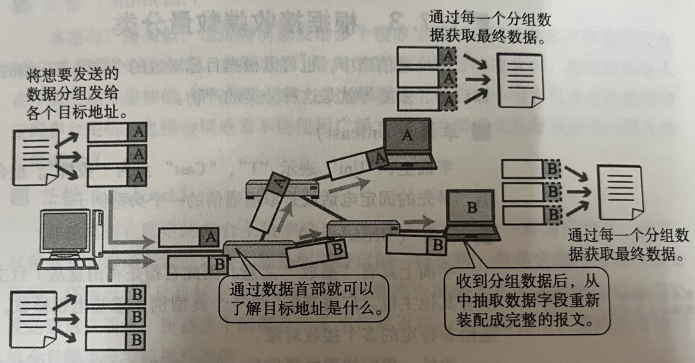 通过每一个分组数
据获取最终数据。
将想要发送的
数据分组发给
各个目标地址。
A
A
A
A
A
A
A
A
A
A
B
B
B
B
B
B
B
通过每一个分组数
据获取最终数据。
通过数据首部就可以
了解目标地址是什么。
收到分组数据后，从
中抽取数据字段重新
装配成完整的报文。
B
B
B